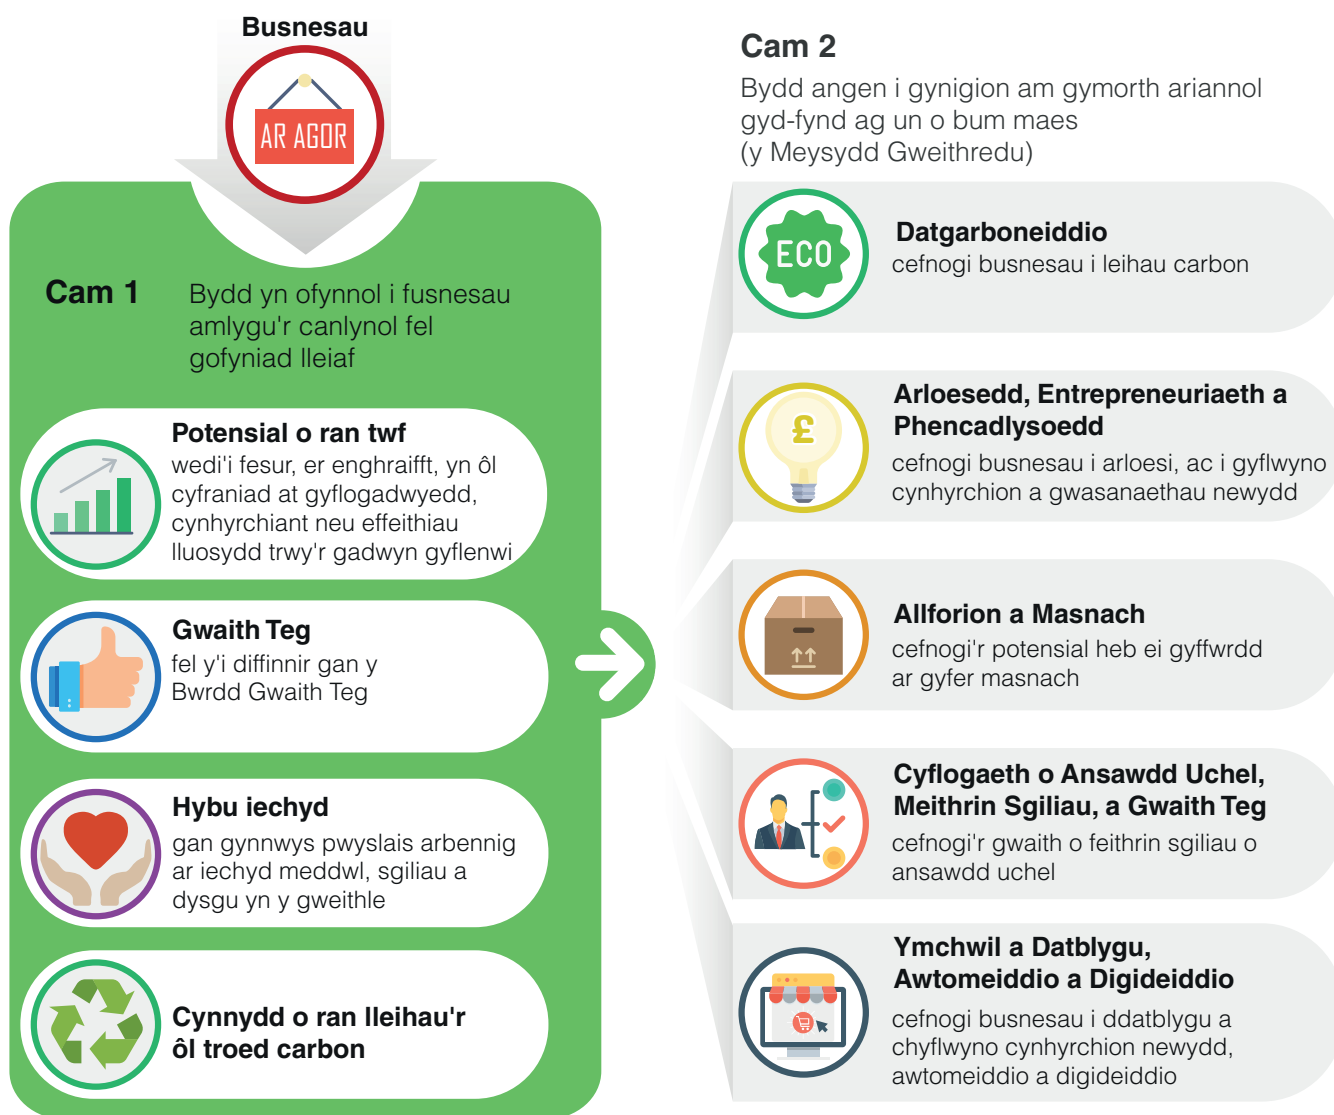 Busnesau
AR AGOR
Cam 1
Bydd yn ofynnol i fusnesau
amlygu'r canlynol fel
gofyniad lleiaf
Potensial o ran twf
wedi'i fesur, er enghraifft, yn ôl
cyfraniad at gyflogadwyedd,
cynhyrchiant neu effeithiau
lluosydd trwy'r gadwyn gyflenwi
Gwaith Teg
fel y'i diffinnir gan y
Bwrdd Gwaith Teg
Hybu iechyd
gan gynnwys pwyslais arbennig
ar iechyd meddwl, sgiliau a
dysgu yn y gweithle
Cynnydd o ran lleihau'r
ôl troed carbon
Cam 2
Bydd angen i gynigion am gymorth ariannol
gyd-fynd ag un o bum maes
(y Meysydd Gweithredu)
ECO
Datgarboneiddio
cefnogi busnesau i leihau carbon
£
Arloesedd, Entrepreneuriaeth a
Phencadlysoedd
cefnogi busnesau i arloesi, ac i gyflwyno
cynhyrchion a gwasanaethau newydd
Allforion a Masnach
cefnogi'r potensial heb ei gyffwrdd
ar gyfer masnach
Cyflogaeth o Ansawdd Uchel,
Meithrin Sgiliau, a Gwaith Teg
cefnogi'r gwaith o feithrin sgiliau o
ansawdd uchel
Ymchwil a Datblygu,
Awtomeiddio a Digideiddio
cefnogi busnesau i ddatblygu a
chyflwyno cynhyrchion newydd,
awtomeiddio a digideiddio